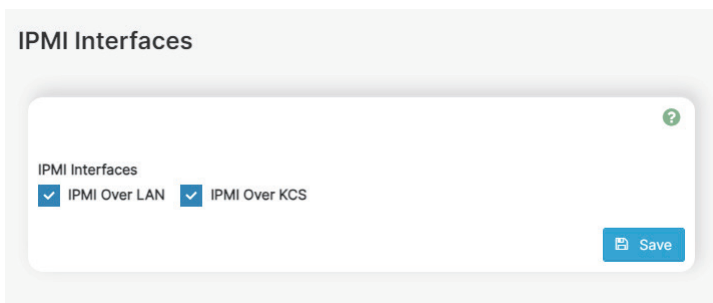 IPMI Interfaces
?
IPMI Interfaces
IPMI Over LAN IPMI Over KCS
Save